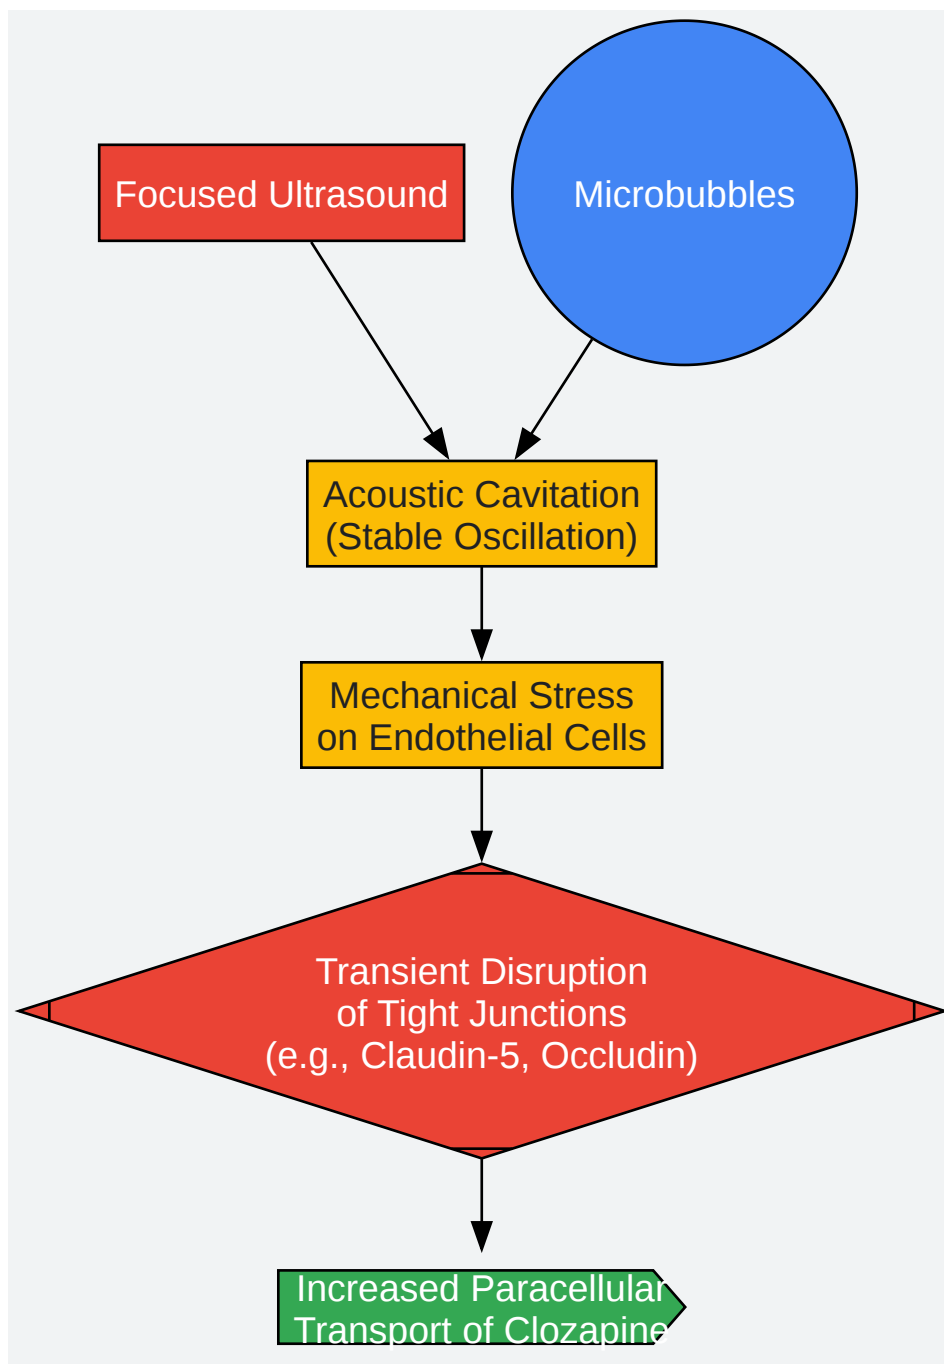 Focused Ultrasound
Microbubbles
Acoustic Cavitation
(Stable Oscillation)
Mechanical Stress
on Endothelial Cells
Transient Disruption
of Tight Junctions
(e.g., Claudin-5, Occludin)
Increased Paracellular
Transport of Clozapine